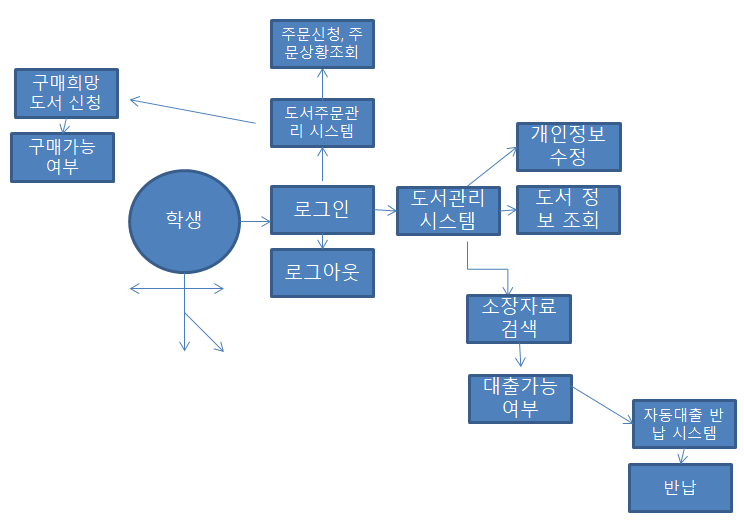 주문신청, 주
문상황조회
구매희망
도서 신청
도서주문관
리 시스템
구매가능
여부
개인정보
수정
학생
로그인
도서관리
시스템
도서 정
보 조회
로그아웃
소장자료
검색
대출가능
여부
자동대출 반
납 시스템
반납